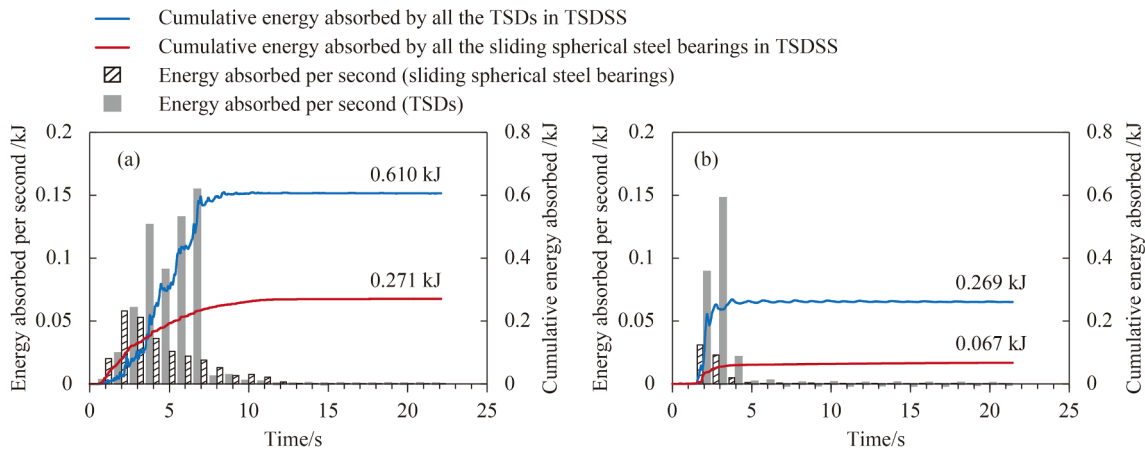 Cumulative energy absorbed by all the TSDs in TSDSS
Cumulative energy absorbed by all the sliding spherical steel bearings in TSDSS
Energy absorbed per second (sliding spherical steel bearings)
Energy absorbed per second (TSDs)
Energy absorbed per second /kJ
0.2
0.15
0.1
0.05
0
(a)
0.610 kJ
0.271 kJ
0.8
0.6
0.4
0.2
0
Cumulative energy absorbed /kJ
0 5 10 15 20 25
Time/s
Energy absorbed per second /kJ
0.2
0.15
0.1
0.05
0
(b)
0.269 kJ
0.067 kJ
0.8
0.6
0.4
0.2
0
Cumulative energy absorbed /kJ
0 5 10 15 20 25
Time/s